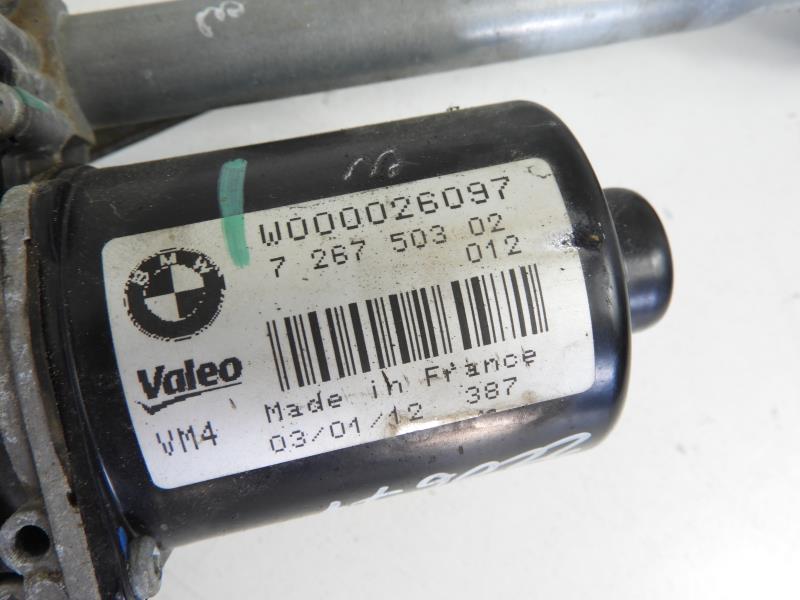 W000026097
7 267 503 02
012
BMW
Valeo
Made in France
VM4
03/01/12 387